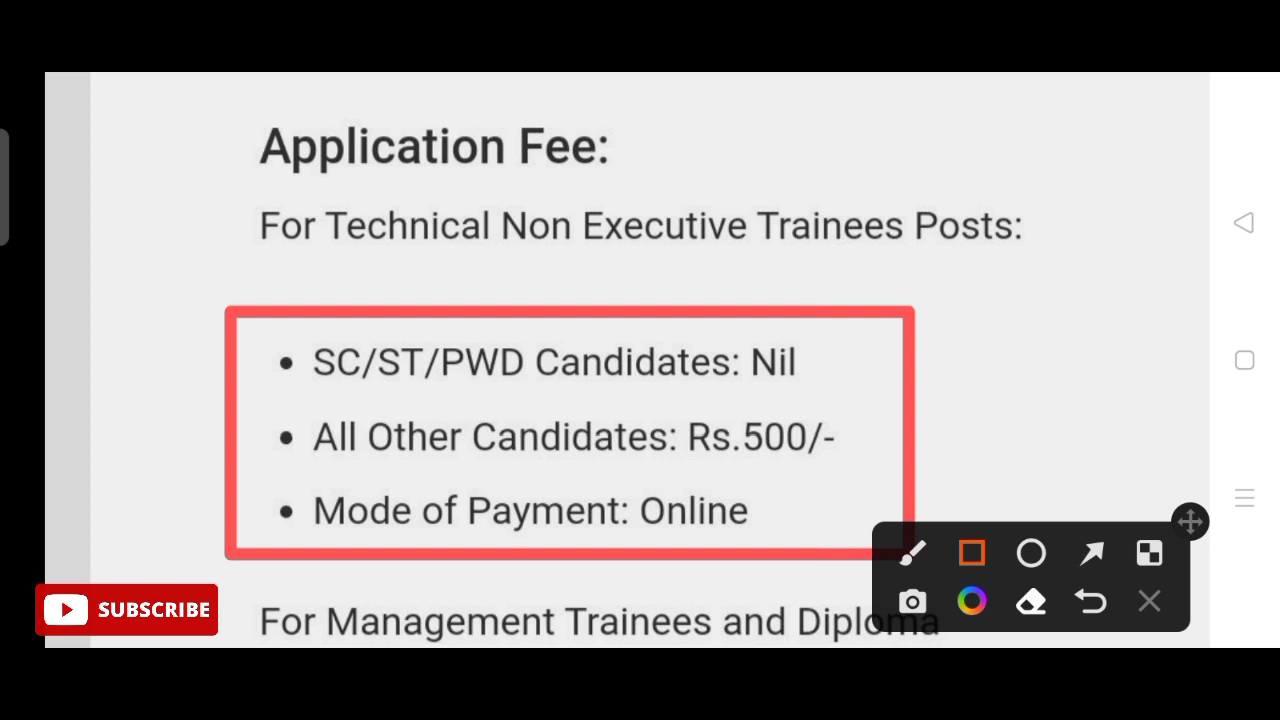 Application Fee:
For Technical Non Executive Trainees Posts:
• SC/ST/PWD Candidates: Nil
• All Other Candidates: Rs.500/-
• Mode of Payment: Online
SUBSCRIBE
For Management Trainees and Diploma